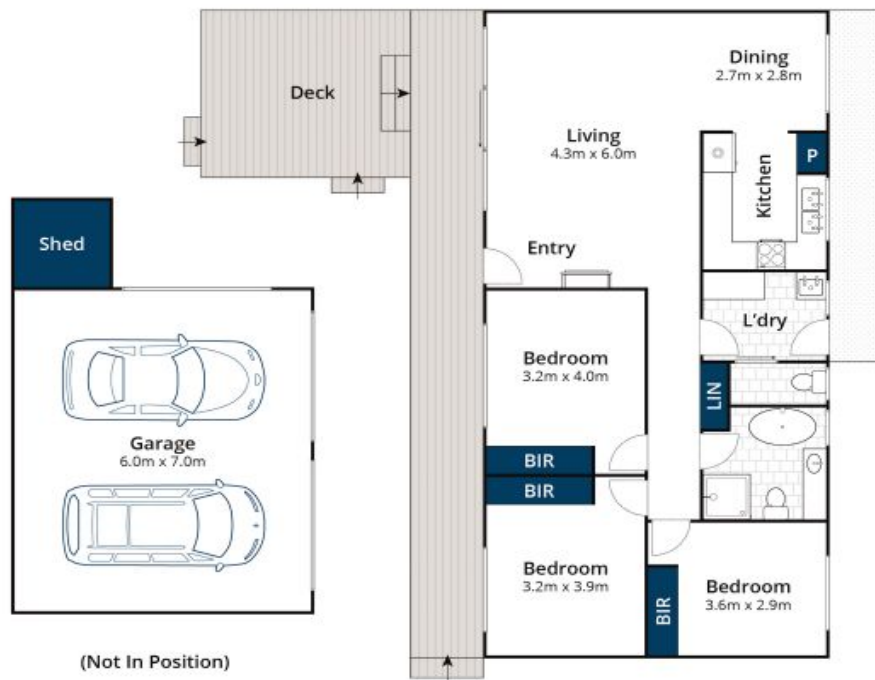 Deck
Dining
2.7m x 2.8m
Living
4.3m x 6.0m
P
Kitchen
Shed
Entry
L'dry
Bedroom
3.2m x 4.0m
LIN
Garage
6.0m x 7.0m
BIR
BIR
Bedroom
3.2m x 3.9m
BIR
Bedroom
3.6m x 2.9m
(Not In Position)